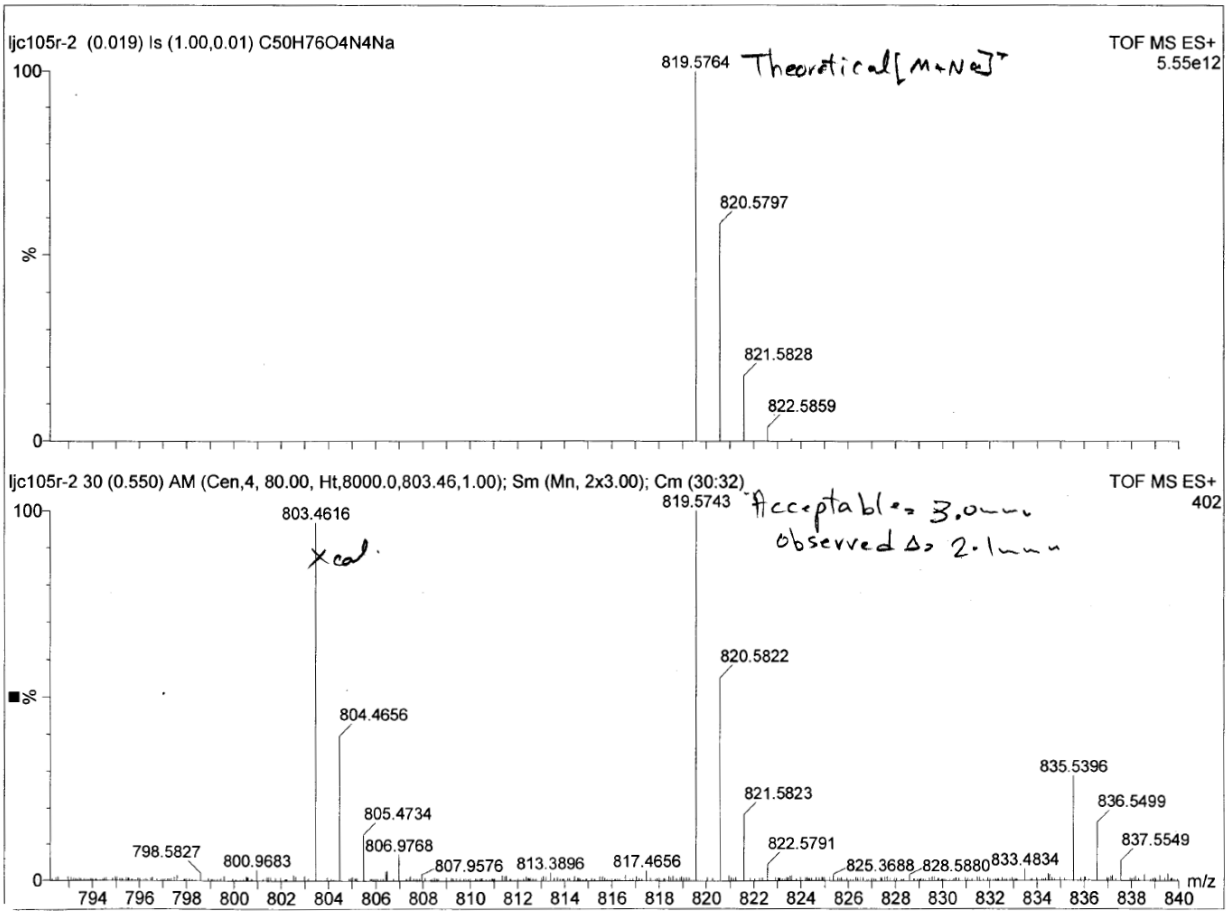 ljc105r-2 (0.019) Is (1.00,0.01) C50H76O4N4Na
TOF MS ES+
5.55e12
100
%
0
819.5764
Theoretical [M+Na]+
820.5797
821.5828
822.5859
ljc105r-2 30 (0.550) AM (Cen,4, 80.00, Ht,8000.0,803.46,1.00); Sm (Mn, 2x3.00); Cm (30:32)
TOF MS ES+
402
100
%
0
803.4616
X cal.
819.5743
Acceptable = 3.0
Observed Δ = 2.1
804.4656
820.5822
805.4734
821.5823
835.5396
836.5499
798.5827
800.9683
806.9768
807.9576
813.3896
817.4656
822.5791
825.3688
828.5880
833.4834
837.5549
794 796 798 800 802 804 806 808 810 812 814 816 818 820 822 824 826 828 830 832 834 836 838 840
m/z